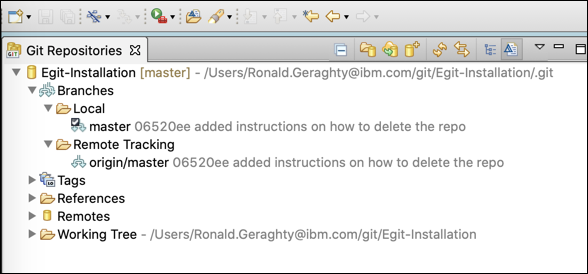 Git Repositories
Egit-Installation [master] - /Users/Ronald.Geraghty@ibm.com/git/Egit-Installation/.git
Branches
Local
master 06520ee added instructions on how to delete the repo
Remote Tracking
origin/master 06520ee added instructions on how to delete the repo
Tags
References
Remotes
Working Tree - /Users/Ronald.Geraghty@ibm.com/git/Egit-Installation